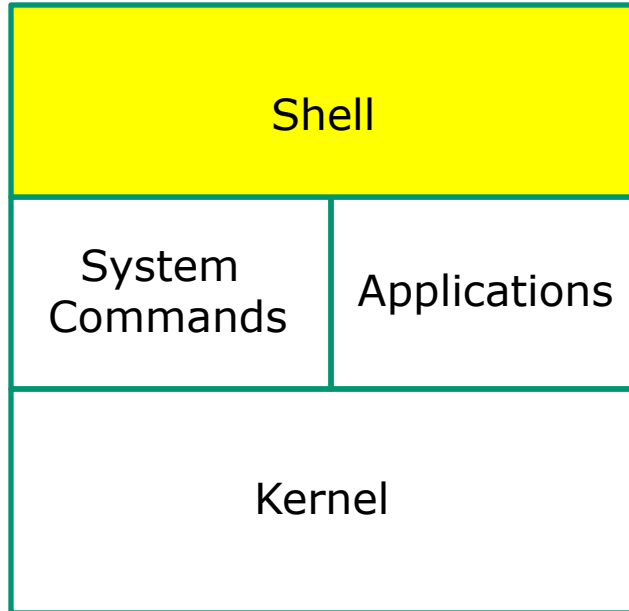 Shell
System
Commands
Applications
Kernel